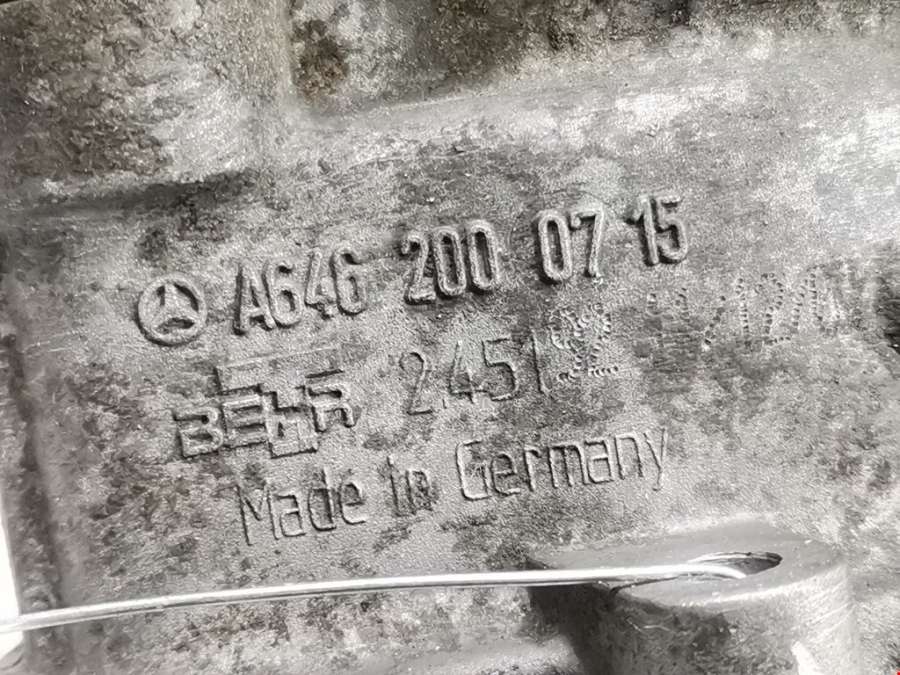 A646 200 07 15
BEHR 2.451
Made in Germany